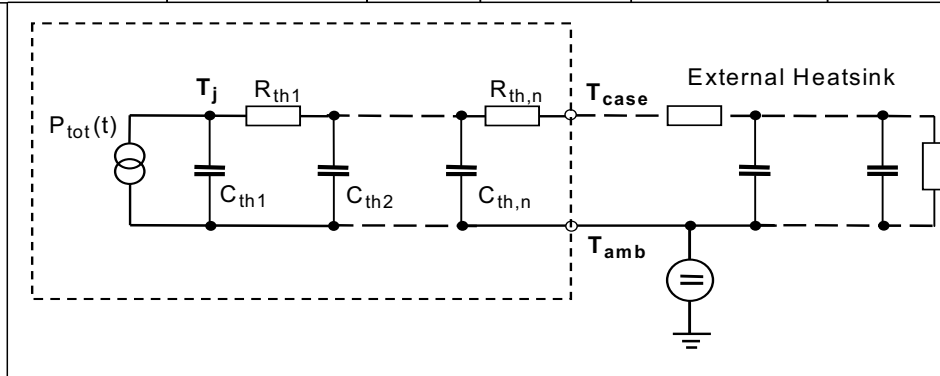 External Heatsink
T_j R_th1 R_th,n T_case
P_tot(t)
C_th1 C_th2 C_th,n
T_amb